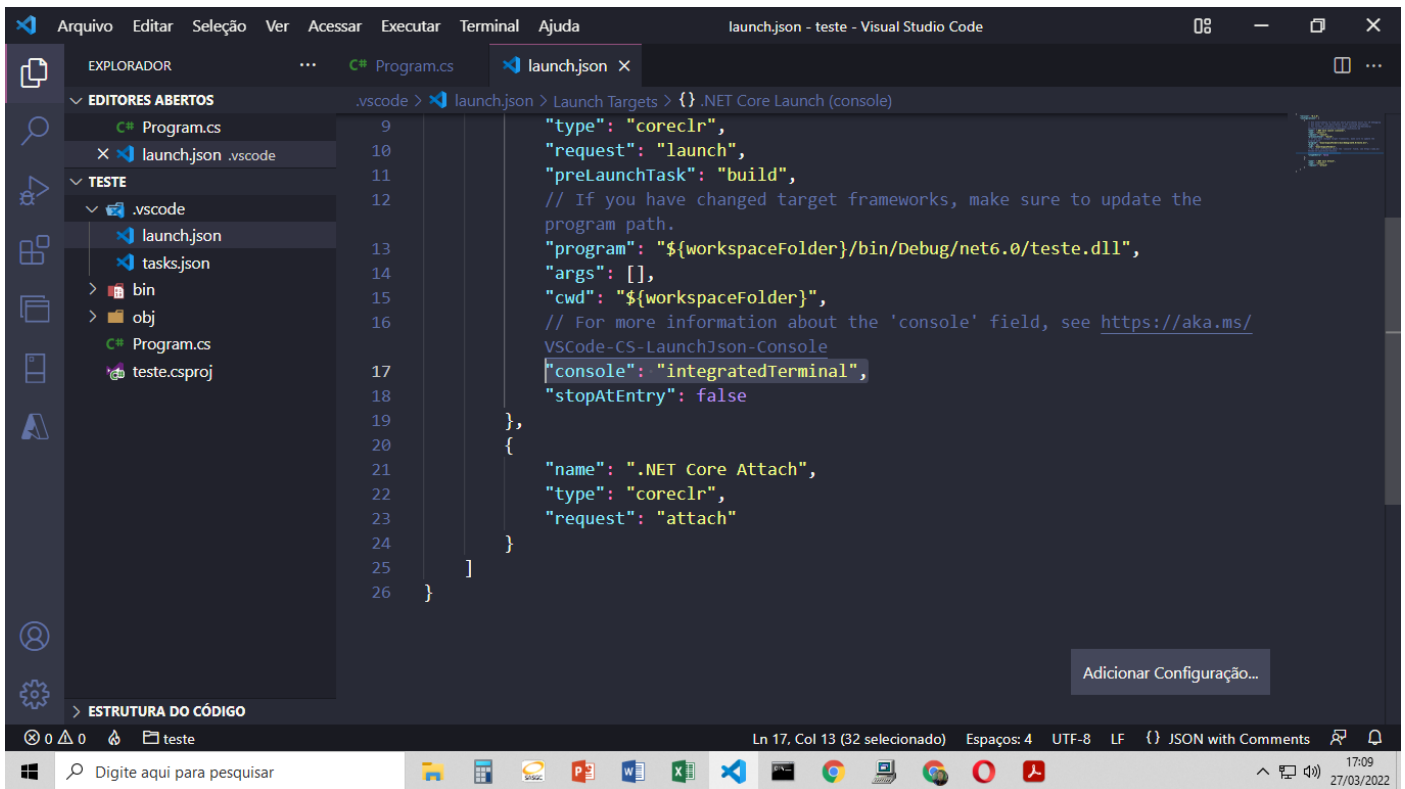 Arquivo Editar Seleção Ver Acessar Executar Terminal Ajuda
launch.json - teste - Visual Studio Code
EXPLORADOR
EDITORES ABERTOS
C# Program.cs
launch.json .vscode
TESTE
.vscode
launch.json
tasks.json
bin
obj
C# Program.cs
teste.csproj
ESTRUTURA DO CÓDIGO
C# Program.cs
launch.json
.vscode > launch.json > Launch Targets > {} .NET Core Launch (console)
9 "type": "coreclr",
10 "request": "launch",
11 "preLaunchTask": "build",
12 // If you have changed target frameworks, make sure to update the
program path.
13 "program": "${workspaceFolder}/bin/Debug/net6.0/teste.dll",
14 "args": [],
15 "cwd": "${workspaceFolder}",
16 // For more information about the 'console' field, see https://aka.ms/
VSCode-CS-LaunchJson-Console
17 "console": "integratedTerminal",
18 "stopAtEntry": false
19 },
20 {
21 "name": ".NET Core Attach",
22 "type": "coreclr",
23 "request": "attach"
24 }
25 ]
26 }
Adicionar Configuração...
0 0 teste
Ln 17, Col 13 (32 selecionado) Espaços: 4 UTF-8 LF {} JSON with Comments
Digite aqui para pesquisar
17:09
27/03/2022